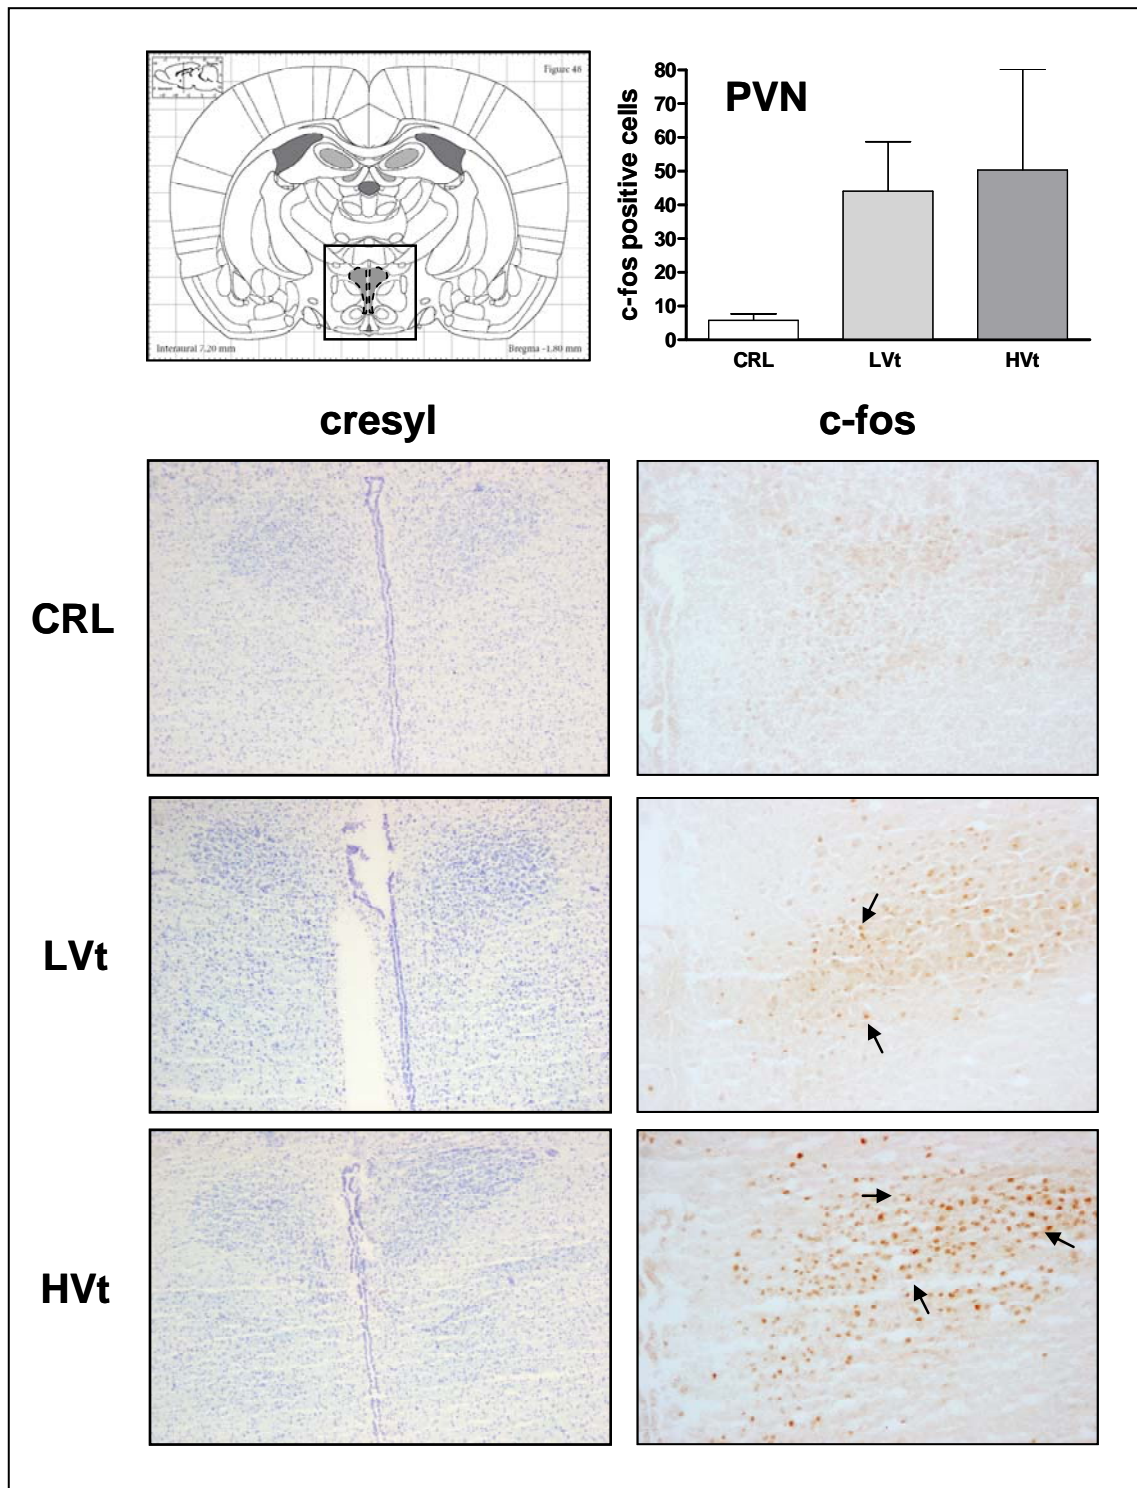 Figure 48
Interaural 7.20 mm
Bregma -1.80 mm
PVN
c-fos positive cells
80
70
60
50
40
30
20
10
0
CRL
LVt
HVt
cresyl
c-fos
CRL
LVt
HVt